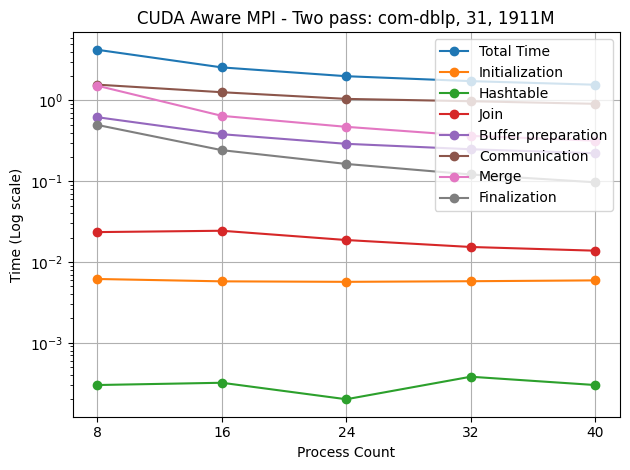 CUDA Aware MPI - Two pass: com-dblp, 31, 1911M
Total Time
Initialization
Hashtable
Join
Buffer preparation
Communication
Merge
Finalization
Time (Log scale)
10⁰
10⁻¹
10⁻²
10⁻³
8 16 24 32 40
Process Count